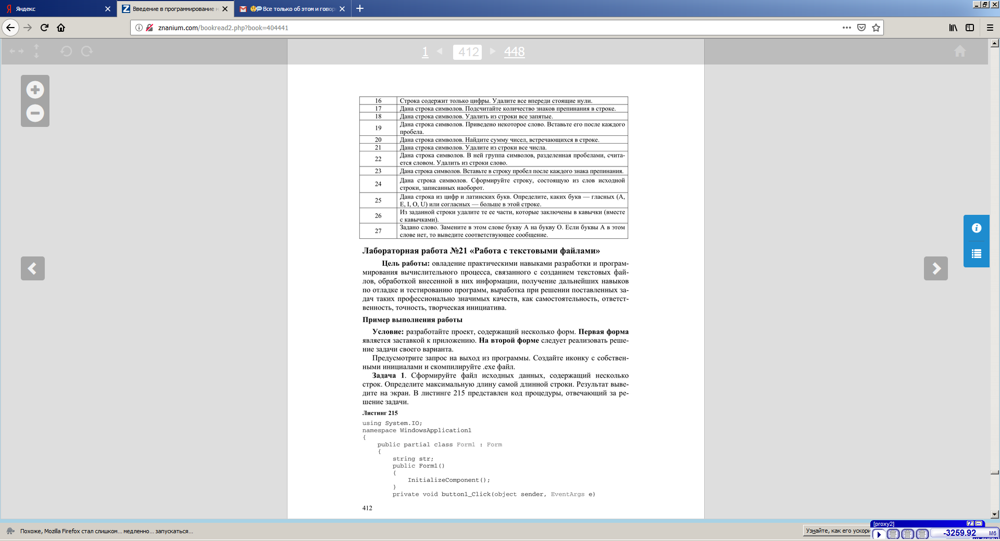 Яндекс
Введение в программирование н
Все только об этом и говор
znanium.com/bookread2.php?book=404441
1
412
448
16 Строка содержит только цифры. Удалите все впереди стоящие нули.
17 Дана строка символов. Подсчитайте количество знаков препинания в строке.
18 Дана строка символов. Удалить из строки все запятые.
19 Дана строка символов. Приведено некоторое слово. Вставьте его после каждого
пробела.
20 Дана строка символов. Найдите сумму чисел, встречающихся в строке.
21 Дана строка символов. Удалите из строки все числа.
22 Дана строка символов. В ней группа символов, разделенная пробелами, счита-
ется словом. Удалить из строки слово.
23 Дана строка символов. Вставьте в строку пробел после каждого знака препинания.
24 Дана строка символов. Сформируйте строку, состоящую из слов исходной
строки, записанных наоборот.
25 Дана строка из цифр и латинских букв. Определите, каких букв — гласных (A,
E, I, O, U) или согласных — больше в этой строке.
26 Из заданной строки удалите те ее части, которые заключены в кавычки (вместе
с кавычками).
27 Задано слово. Замените в этом слове букву А на букву О. Если буквы А в этом
слове нет, то выведите соответствующее сообщение.
Лабораторная работа №21 «Работа с текстовыми файлами»
Цель работы: овладение практическими навыками разработки и програм-
мирования вычислительного процесса, связанного с созданием текстовых фай-
лов, обработкой внесенной в них информации, получение дальнейших навыков
по отладке и тестированию программ, выработка при решении поставленных за-
дач таких профессионально значимых качеств, как самостоятельность, ответст-
венность, точность, творческая инициатива.
Пример выполнения работы
Условие: разработайте проект, содержащий несколько форм. Первая форма
является заставкой к приложению. На второй форме следует реализовать реше-
ние задачи своего варианта.
Предусмотрите запрос на выход из программы. Создайте иконку с собствен-
ными инициалами и скомпилируйте .exe файл.
Задача 1. Сформируйте файл исходных данных, содержащий несколько
строк. Определите максимальную длину самой длинной строки. Результат выве-
дите на экран. В листинге 215 представлен код процедуры, отвечающий за ре-
шение задачи.
Листинг 215
using System.IO;
namespace WindowsApplication1
{
public partial class Form1 : Form
{
string str;
public Form1()
{
InitializeComponent();
}
private void button1_Click(object sender, EventArgs e)
412
Похоже, Mozilla Firefox стал слишком... медленно... запускаться...
Узнайте, как его ускори
[proxy2]
-3259.92 Мб